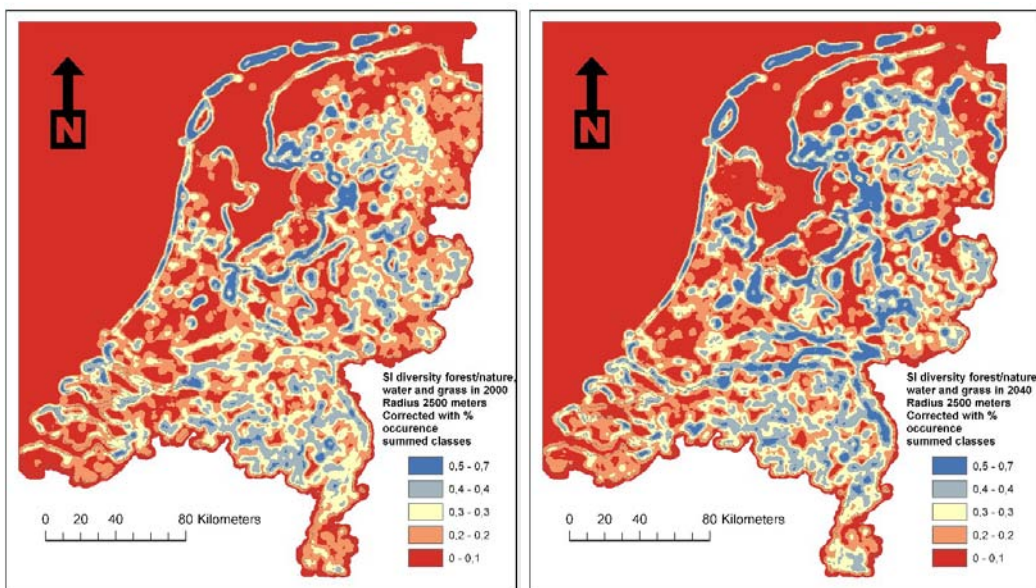 N
SI diversity forest/nature,
water and grass in 2000
Radius 2500 meters
Corrected with %
occurence
summed classes
0,5 - 0,7
0,4 - 0,4
0,3 - 0,3
0,2 - 0,2
0 - 0,1
0 20 40 80 Kilometers
N
SI diversity forest/nature,
water and grass in 2040
Radius 2500 meters
Corrected with %
occurence
summed classes
0,5 - 0,7
0,4 - 0,4
0,3 - 0,3
0,2 - 0,2
0 - 0,1
0 20 40 80 Kilometers